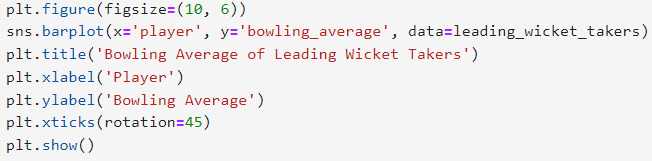 plt.figure(figsize=(10, 6))
sns.barplot(x='player', y='bowling_average', data=leading_wicket_takers)
plt.title('Bowling Average of Leading Wicket Takers')
plt.xlabel('Player')
plt.ylabel('Bowling Average')
plt.xticks(rotation=45)
plt.show()